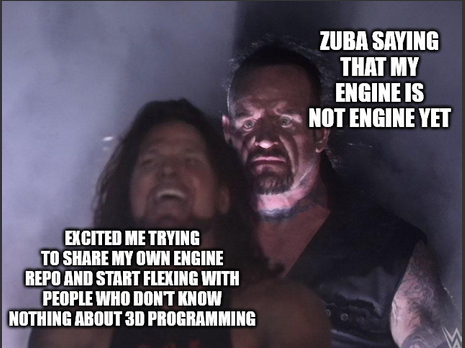 ZUBA SAYING
THAT MY
ENGINE IS
NOT ENGINE YET
EXCITED ME TRYING
TO SHARE MY OWN ENGINE
REPO AND START FLEXING WITH
PEOPLE WHO DON'T KNOW
NOTHING ABOUT 3D PROGRAMMING
W